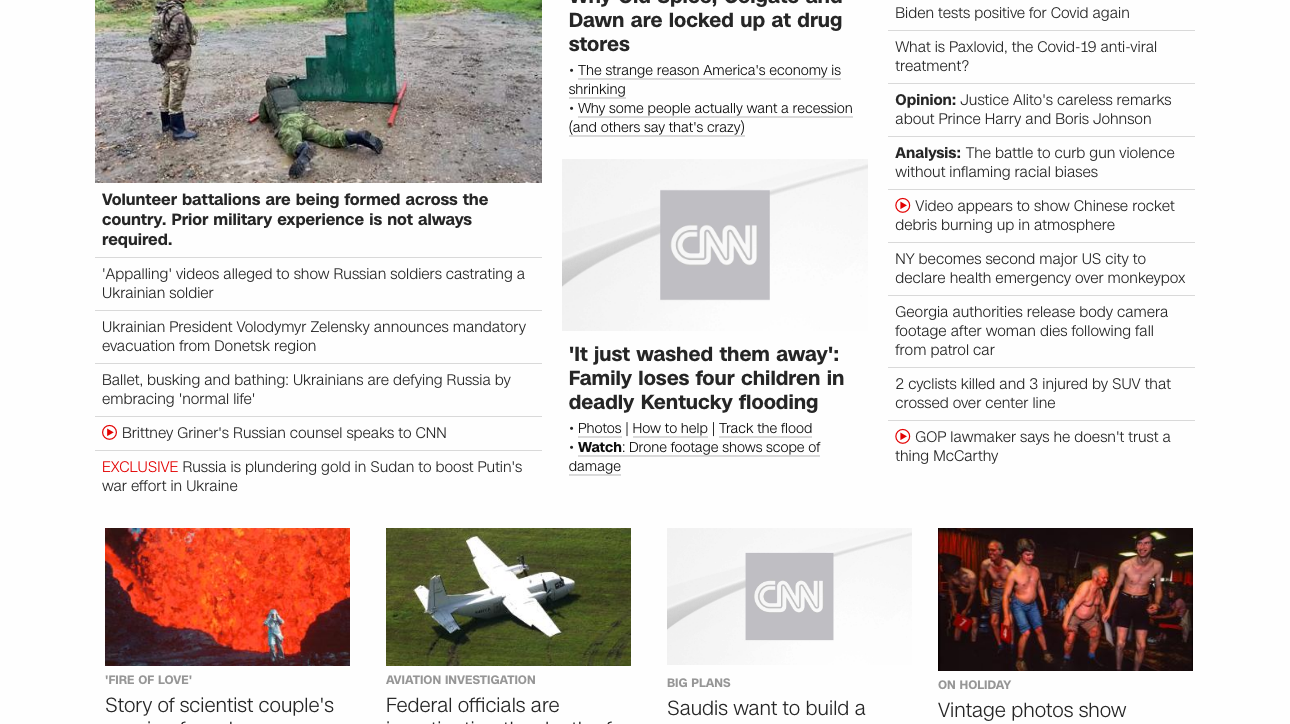 Volunteer battalions are being formed across the
country. Prior military experience is not always
required.
'Appalling' videos alleged to show Russian soldiers castrating a
Ukrainian soldier
Ukrainian President Volodymyr Zelensky announces mandatory
evacuation from Donetsk region
Ballet, busking and bathing: Ukrainians are defying Russia by
embracing 'normal life'
Brittney Griner's Russian counsel speaks to CNN
EXCLUSIVE Russia is plundering gold in Sudan to boost Putin's
war effort in Ukraine
Why Old Spice, Colgate and
Dawn are locked up at drug
stores
• The strange reason America's economy is
shrinking
• Why some people actually want a recession
(and others say that's crazy)
CNN
'It just washed them away':
Family loses four children in
deadly Kentucky flooding
• Photos | How to help | Track the flood
• Watch: Drone footage shows scope of
damage
Biden tests positive for Covid again
What is Paxlovid, the Covid-19 anti-viral
treatment?
Opinion: Justice Alito's careless remarks
about Prince Harry and Boris Johnson
Analysis: The battle to curb gun violence
without inflaming racial biases
Video appears to show Chinese rocket
debris burning up in atmosphere
NY becomes second major US city to
declare health emergency over monkeypox
Georgia authorities release body camera
footage after woman dies following fall
from patrol car
2 cyclists killed and 3 injured by SUV that
crossed over center line
GOP lawmaker says he doesn't trust a
thing McCarthy
'FIRE OF LOVE'
Story of scientist couple's
AVIATION INVESTIGATION
Federal officials are
CNN
BIG PLANS
Saudis want to build a
ON HOLIDAY
Vintage photos show